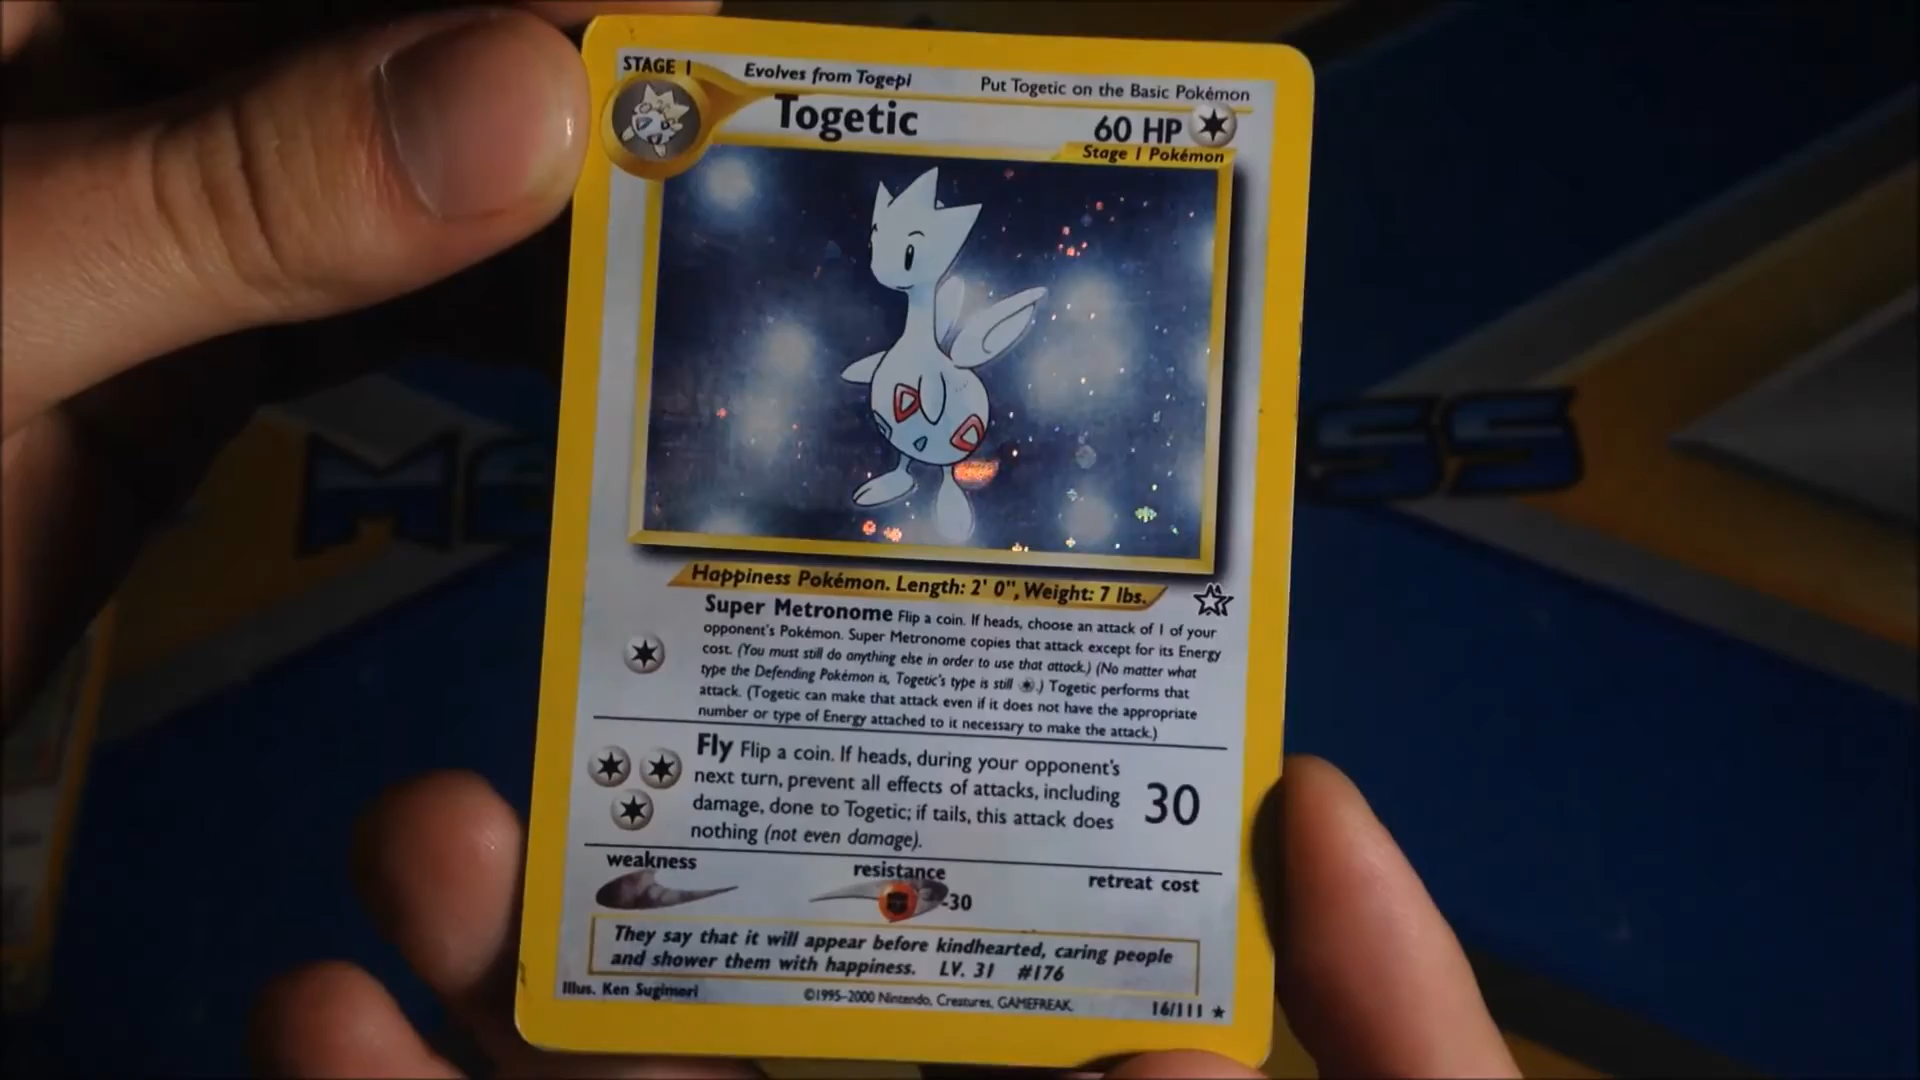 STAGE 1
Evolves from Togepi
Put Togetic on the Basic Pokémon
Togetic
60 HP
Stage 1 Pokémon
Happiness Pokémon. Length: 2' 0", Weight: 7 lbs.
Super Metronome Flip a coin. If heads, choose an attack of 1 of your
opponent's Pokémon. Super Metronome copies that attack except for its Energy
cost. (You must still do anything else in order to use that attack.) (No matter what
type the Defending Pokémon is, Togetic's type is still .) Togetic performs that
attack. (Togetic can make that attack even if it does not have the appropriate
number or type of Energy attached to it necessary to make the attack.)
Fly Flip a coin. If heads, during your opponent's
next turn, prevent all effects of attacks, including
damage, done to Togetic; if tails, this attack does
nothing (not even damage).
30
weakness
resistance
-30
retreat cost
They say that it will appear before kindhearted, caring people
and shower them with happiness. LV. 31 #176
Illus. Ken Sugimori
©1995-2000 Nintendo, Creatures, GAMEFREAK.
16/111 ★